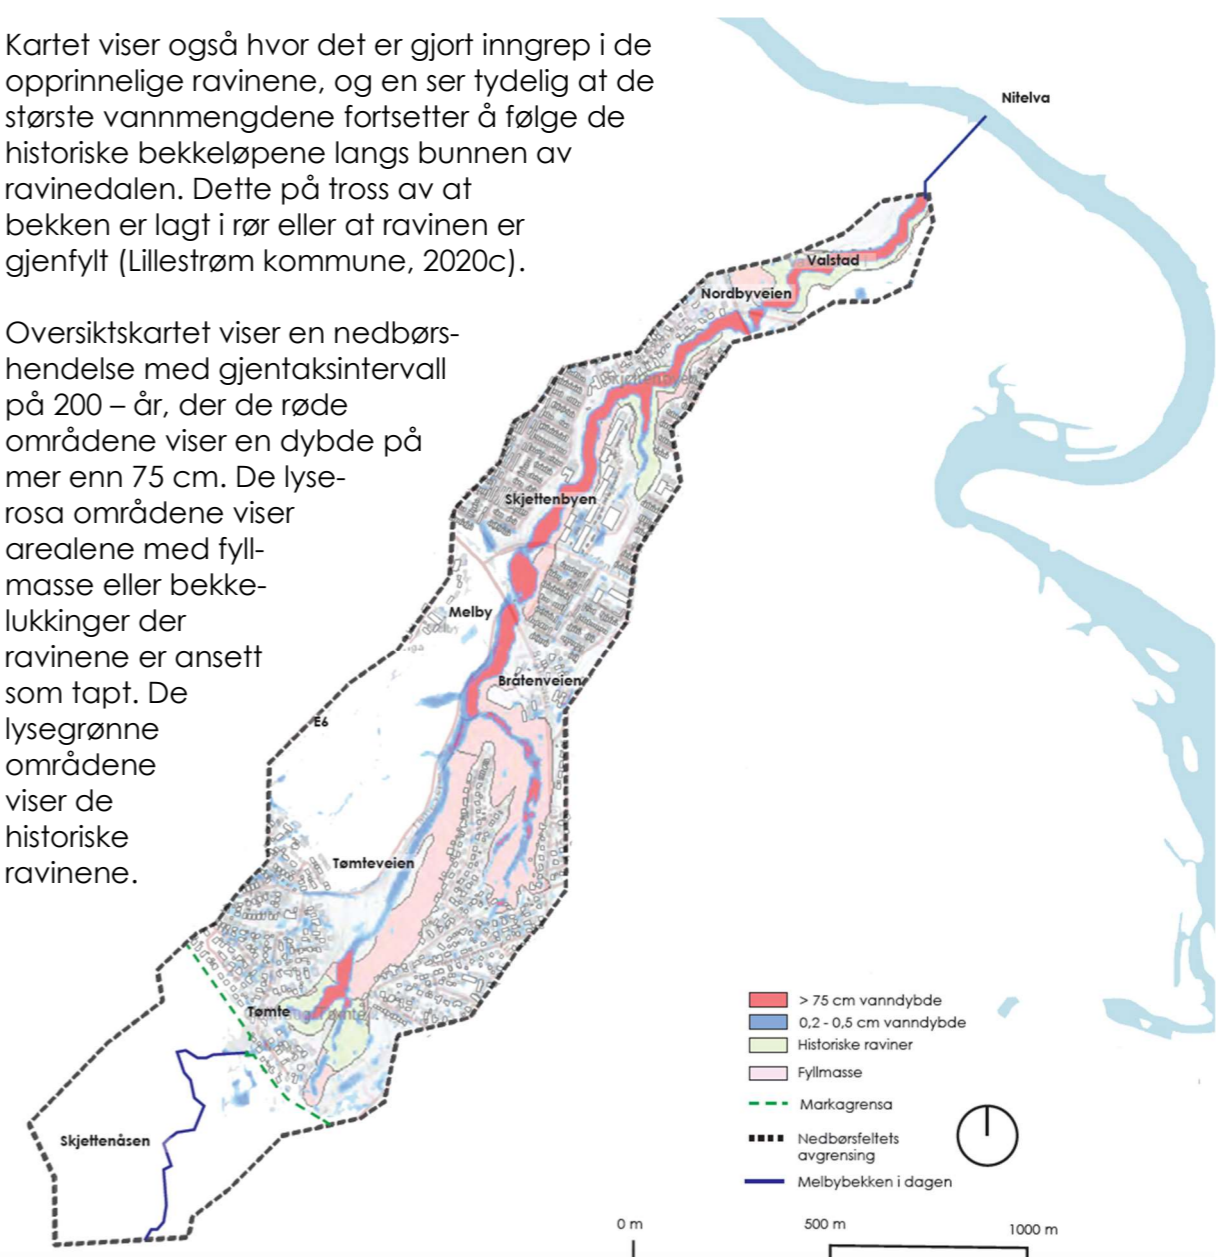 Kartet viser også hvor det er gjort inngrep i de
opprinnelige ravinene, og en ser tydelig at de
største vannmengdene fortsetter å følge de
historiske bekkeløpene langs bunnen av
ravinedalen. Dette på tross av at
bekken er lagt i rør eller at ravinen er
gjenfylt (Lillestrøm kommune, 2020c).
Oversiktskartet viser en nedbørs-
hendelse med gjentaksintervall
på 200 – år, der de røde
områdene viser en dybde på
mer enn 75 cm. De lyse-
rosa områdene viser
arealene med fyll-
masse eller bekke-
lukkinger der
ravinene er ansett
som tapt. De
lysegrønne
områdene
viser de
historiske
ravinene.
Nitelva
Valstad
Nordbyveien
Skjettenbyen
Skjettenbyen
Melby
Bråtenveien
E6
Tømteveien
Tømte
Skjettenåsen
> 75 cm vanndybde
0,2 - 0,5 cm vanndybde
Historiske raviner
Fyllmasse
Markagrensa
Nedbørsfeltets
avgrensing
Melbybekken i dagen
0 m
500 m
1000 m